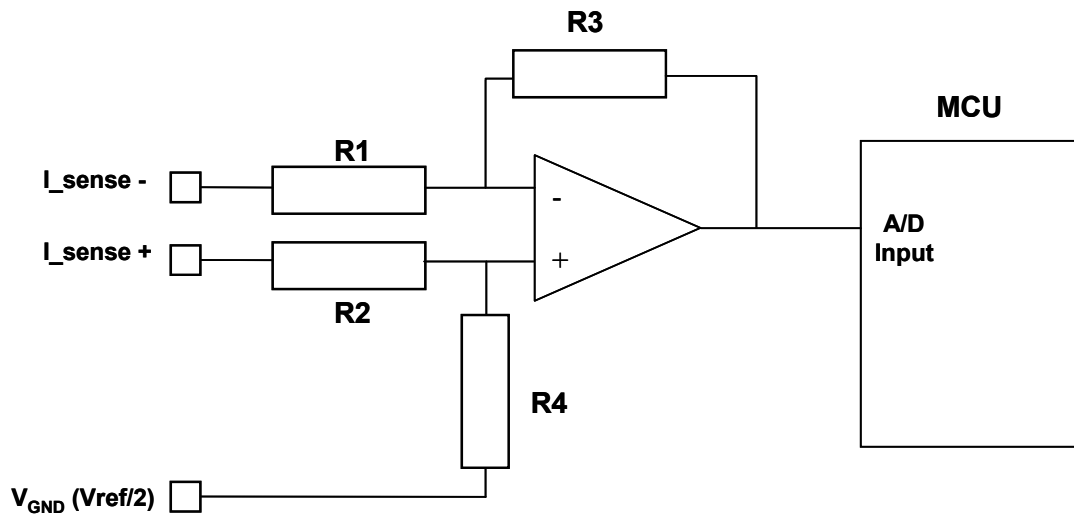 R3
MCU
R1
I_sense -
-
A/D
Input
I_sense +
+
R2
R4
VGND (Vref/2)